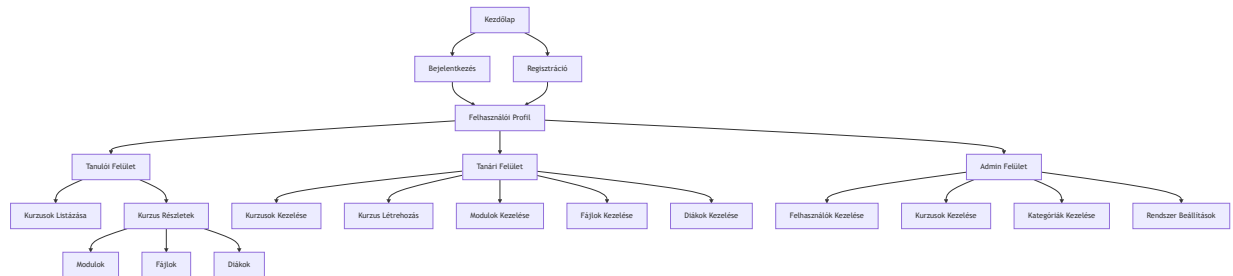 Kezdőlap
Bejelentkezés
Regisztráció
Felhasználói Profil
Tanulói Felület
Tanári Felület
Admin Felület
Kurzusok Listázása
Kurzus Részletek
Kurzusok Kezelése
Kurzus Létrehozás
Modulok Kezelése
Fájlok Kezelése
Diákok Kezelése
Felhasználók Kezelése
Kurzusok Kezelése
Kategóriák Kezelése
Rendszer Beállítások
Modulok
Fájlok
Diákok